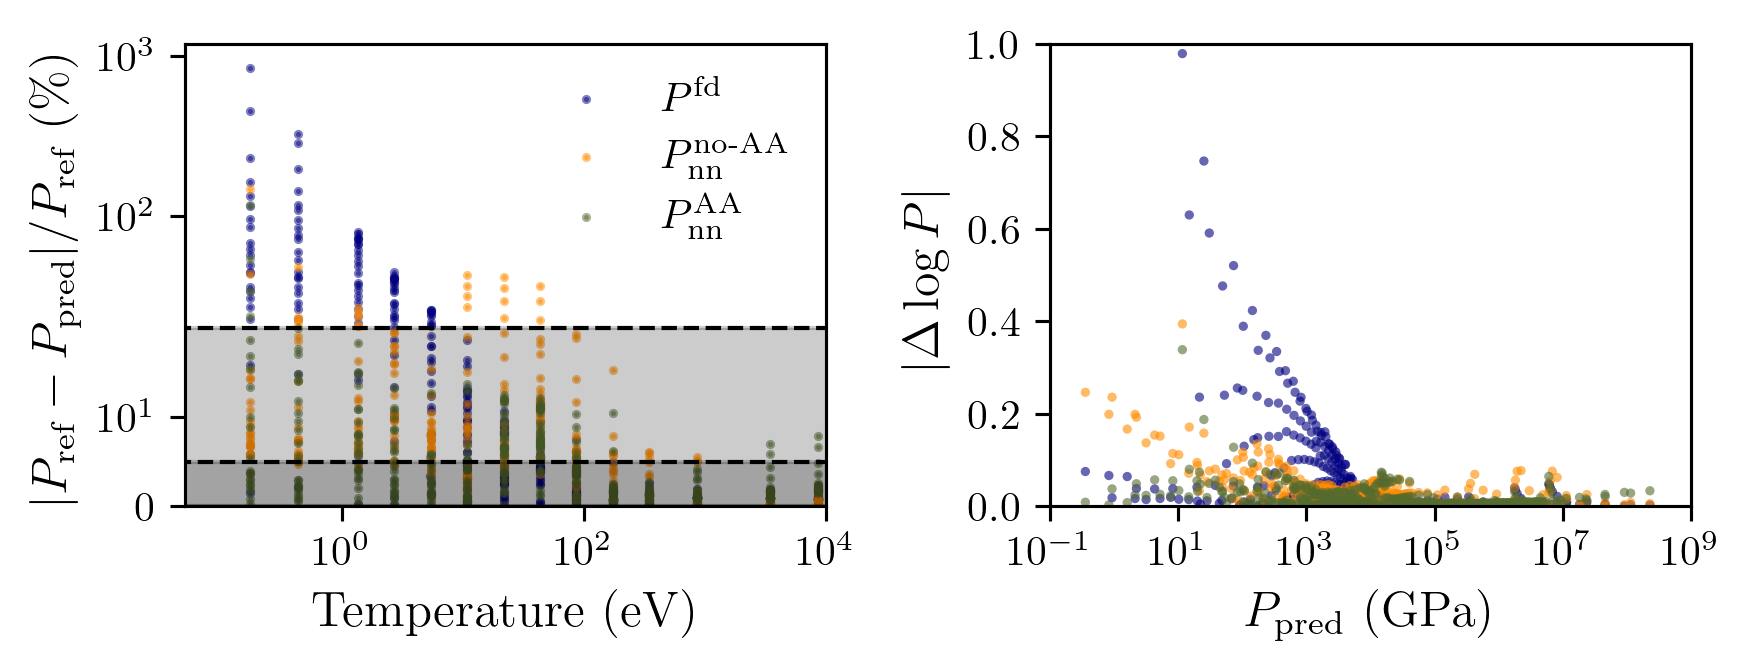 |P_ref − P_pred|/P_ref (%)
10^3
10^2
10^1
0
10^0
10^2
10^4
Temperature (eV)
P^fd
P_nn^no-AA
P_nn^AA
|Δ log P|
1.0
0.8
0.6
0.4
0.2
0.0
10^−1
10^1
10^3
10^5
10^7
10^9
P_pred (GPa)